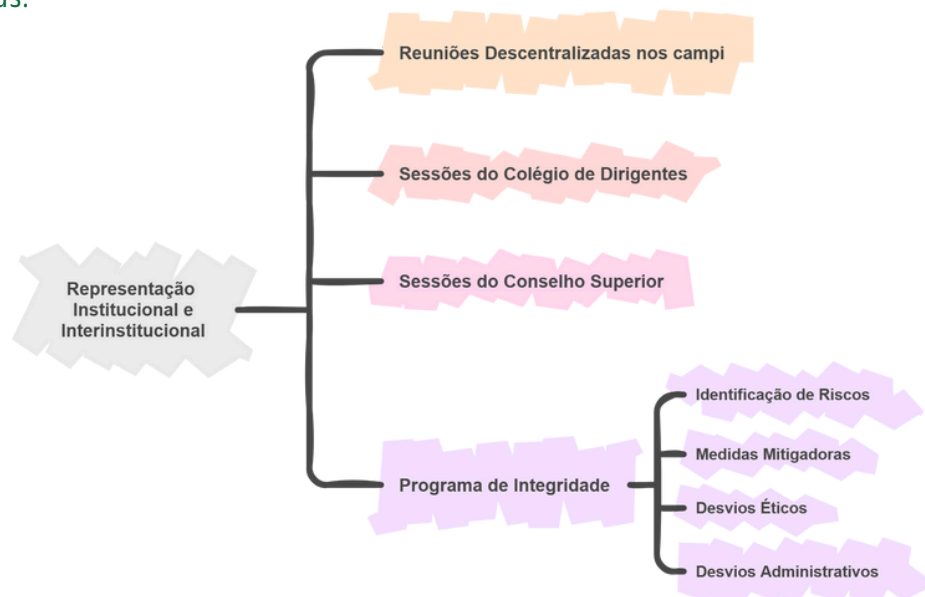 Reuniões Descentralizadas nos campi
Sessões do Colégio de Dirigentes
Sessões do Conselho Superior
Representação
Institucional e
Interinstitucional
Programa de Integridade
Identificação de Riscos
Medidas Mitigadoras
Desvios Éticos
Desvios Administrativos